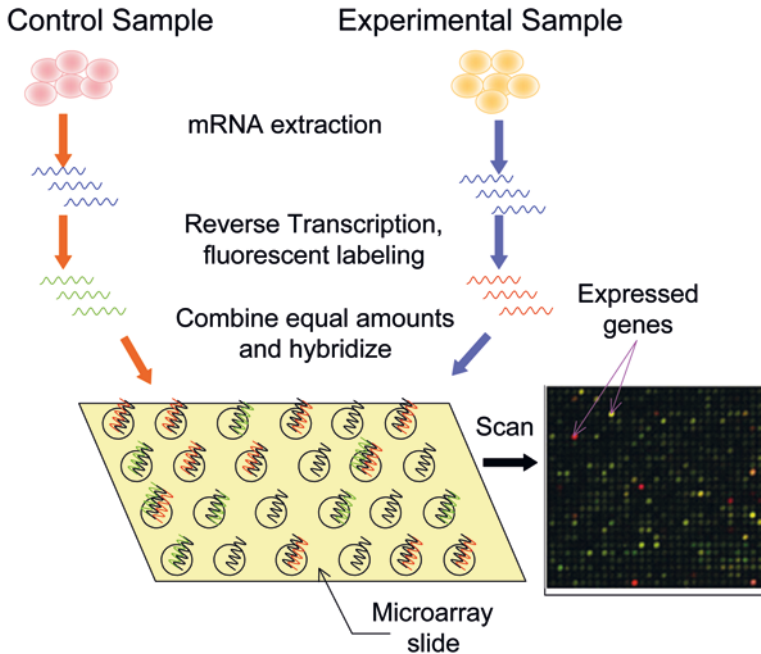 Control Sample
Experimental Sample
mRNA extraction
Reverse Transcription,
fluorescent labeling
Combine equal amounts
and hybridize
Expressed
genes
Scan
Microarray
slide